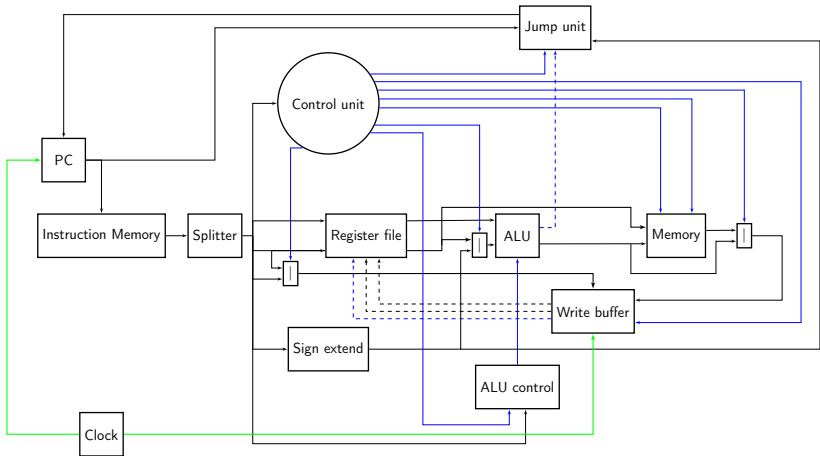 Jump unit
Control unit
PC
Instruction Memory
Splitter
Register file
ALU
Memory
|
|
|
Write buffer
Sign extend
ALU control
Clock